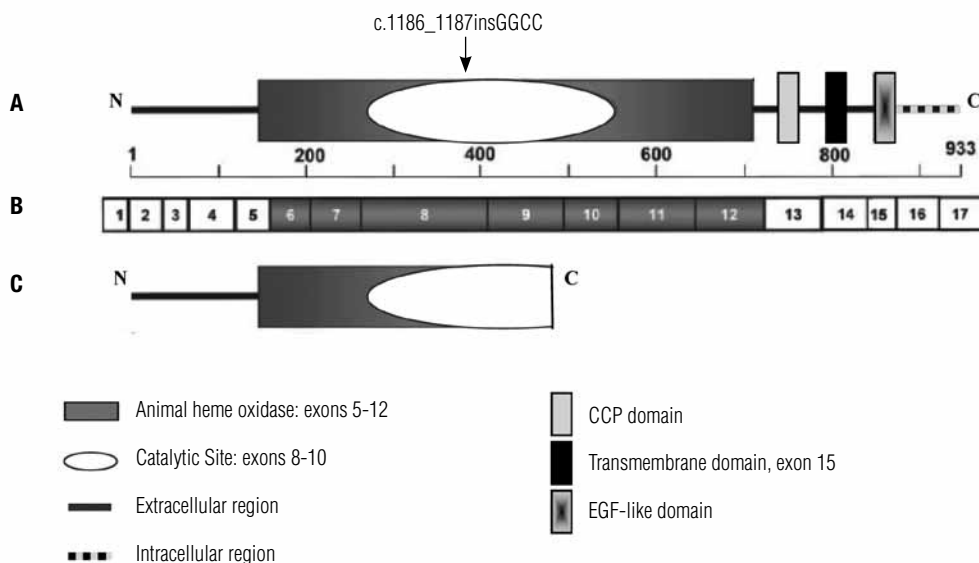 c.1186_1187insGGCC
A
N
C
1 200 400 600 800 933
B
1 2 3 4 5 6 7 8 9 10 11 12 13 14 15 16 17
C
N
C
Animal heme oxidase: exons 5-12
Catalytic Site: exons 8-10
Extracellular region
Intracellular region
CCP domain
Transmembrane domain, exon 15
EGF-like domain